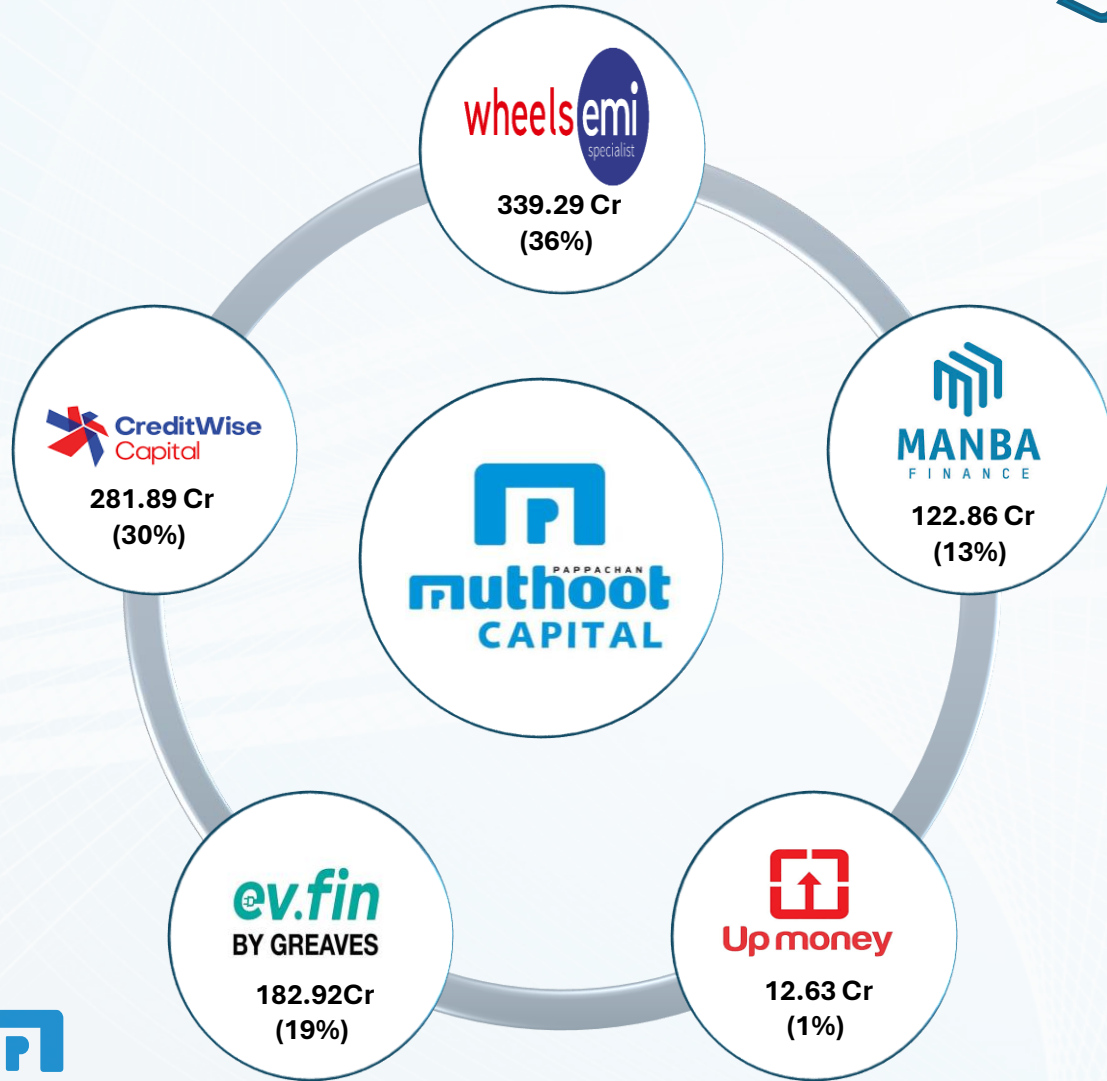 wheels emi
specialist
339.29 Cr
(36%)
CreditWise
Capital
281.89 Cr
(30%)
MANBA
FINANCE
122.86 Cr
(13%)
P
PAPPACHAN
muthoot
CAPITAL
ev.fin
BY GREAVES
182.92Cr
(19%)
Up money
12.63 Cr
(1%)
P